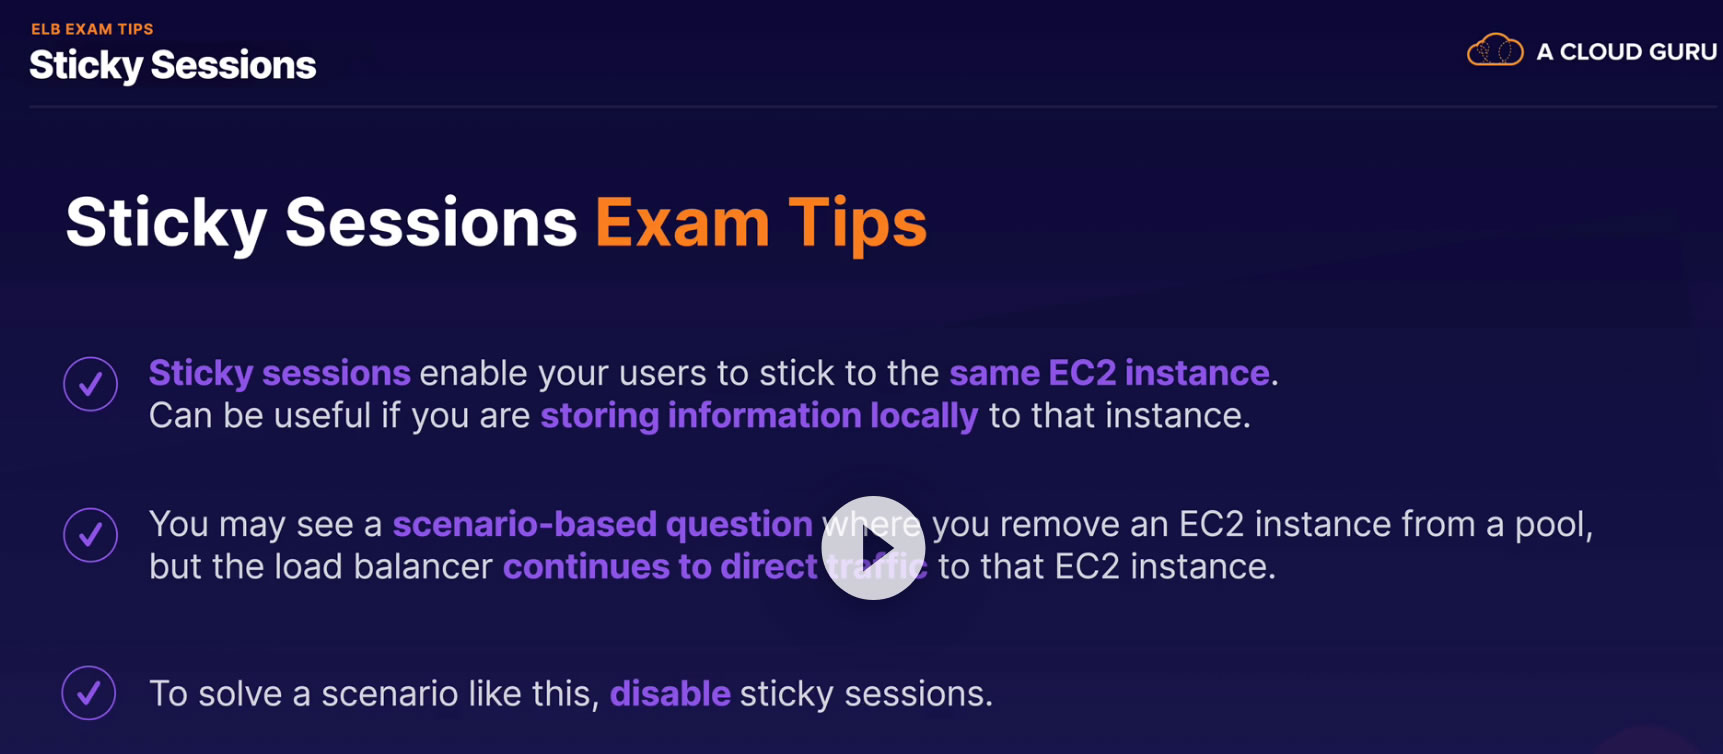 ELB EXAM TIPS
Sticky Sessions
A CLOUD GURU
Sticky Sessions Exam Tips
Sticky sessions enable your users to stick to the same EC2 instance.
Can be useful if you are storing information locally to that instance.
You may see a scenario-based question where you remove an EC2 instance from a pool,
but the load balancer continues to direct traffic to that EC2 instance.
To solve a scenario like this, disable sticky sessions.